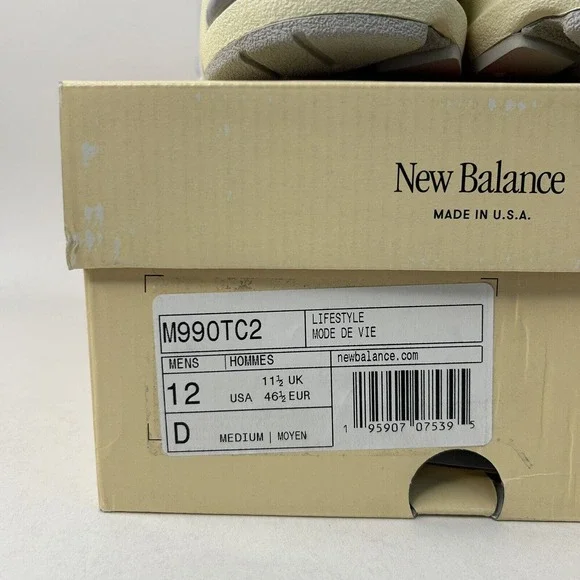 New Balance
MADE IN U.S.A.
M990TC2
LIFESTYLE
MODE DE VIE
MENS | HOMMES
newbalance.com
12 USA
11½ UK
46½ EUR
D MEDIUM | MOYEN
1 95907 07539 5